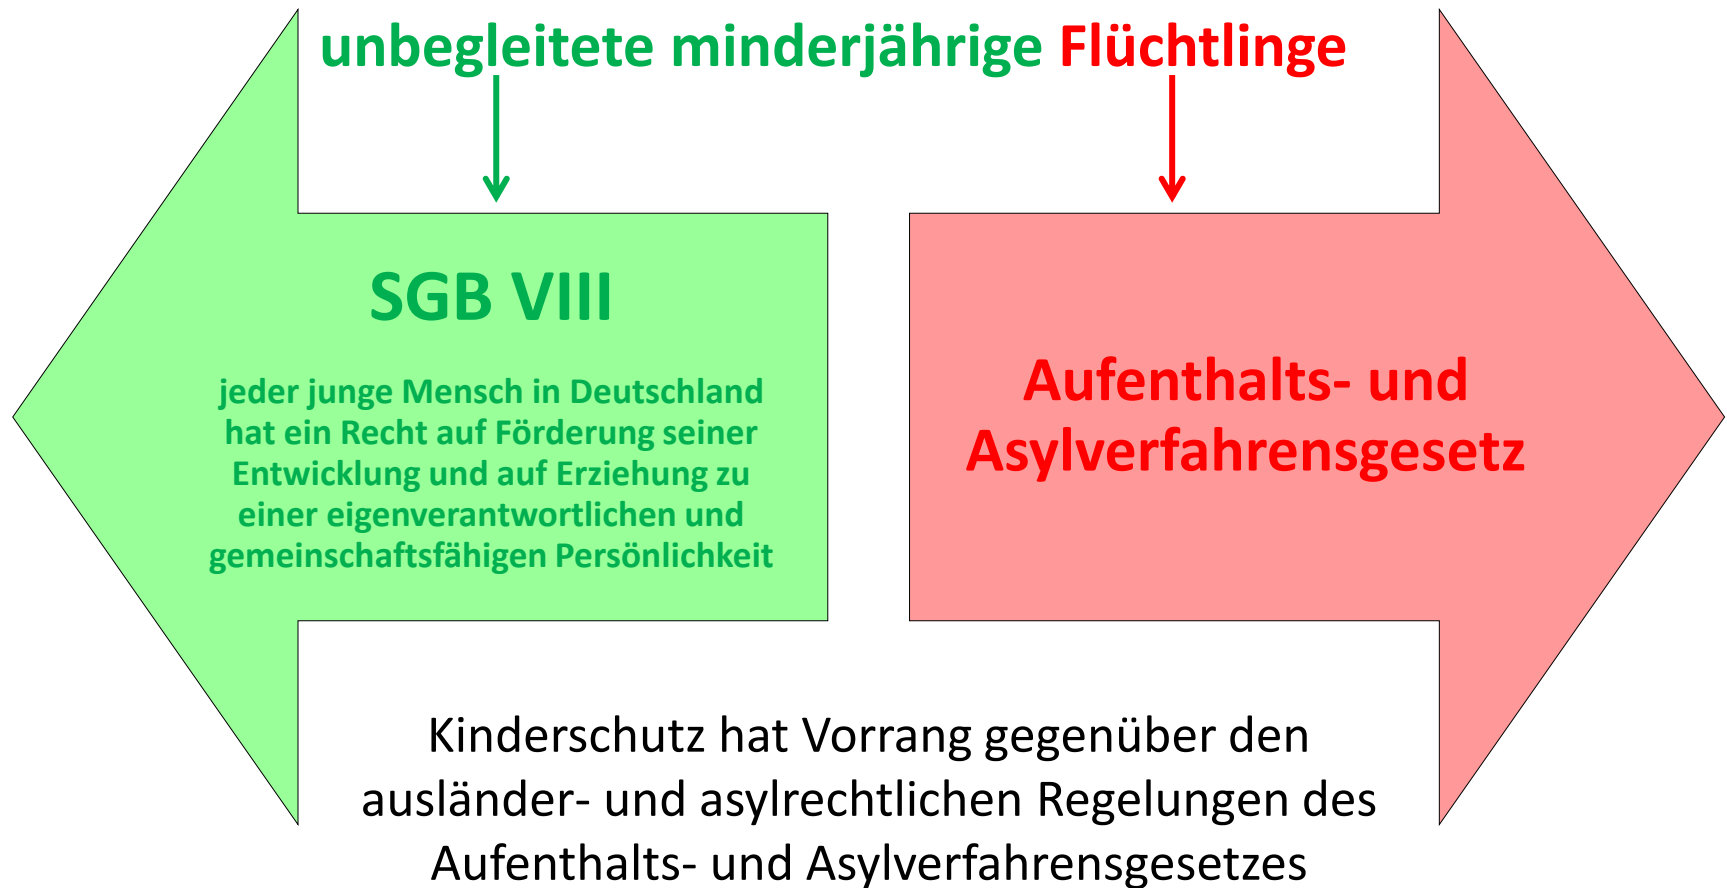 unbegleitete minderjährige Flüchtlinge
SGB VIII
jeder junge Mensch in Deutschland
hat ein Recht auf Förderung seiner
Entwicklung und auf Erziehung zu
einer eigenverantwortlichen und
gemeinschaftsfähigen Persönlichkeit
Aufenthalts- und
Asylverfahrensgesetz
Kinderschutz hat Vorrang gegenüber den
ausländer- und asylrechtlichen Regelungen des
Aufenthalts- und Asylverfahrensgesetzes